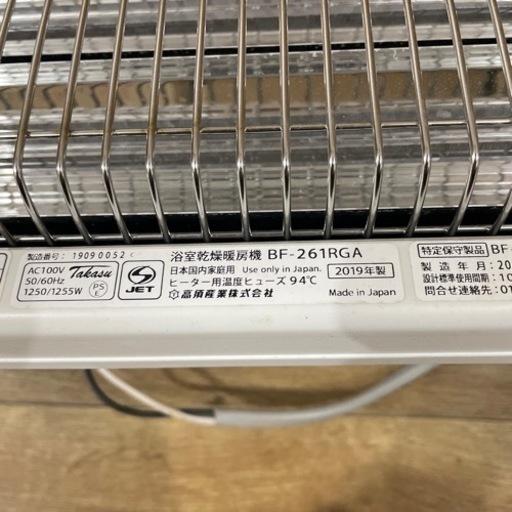 製造番号: 19090052
AC100V
50/60Hz
1250/1255W
Takasu
PS
E
JET
浴室乾燥暖房機 BF-261RGA
日本国内家庭用 Use only in Japan.
ヒーター用温度ヒューズ 94℃
高須産業株式会社
2019年製
Made in Japan
特定保守製品 BF-
製造年月: 20
設計標準使用期間: 10
問合せ連絡先: 01